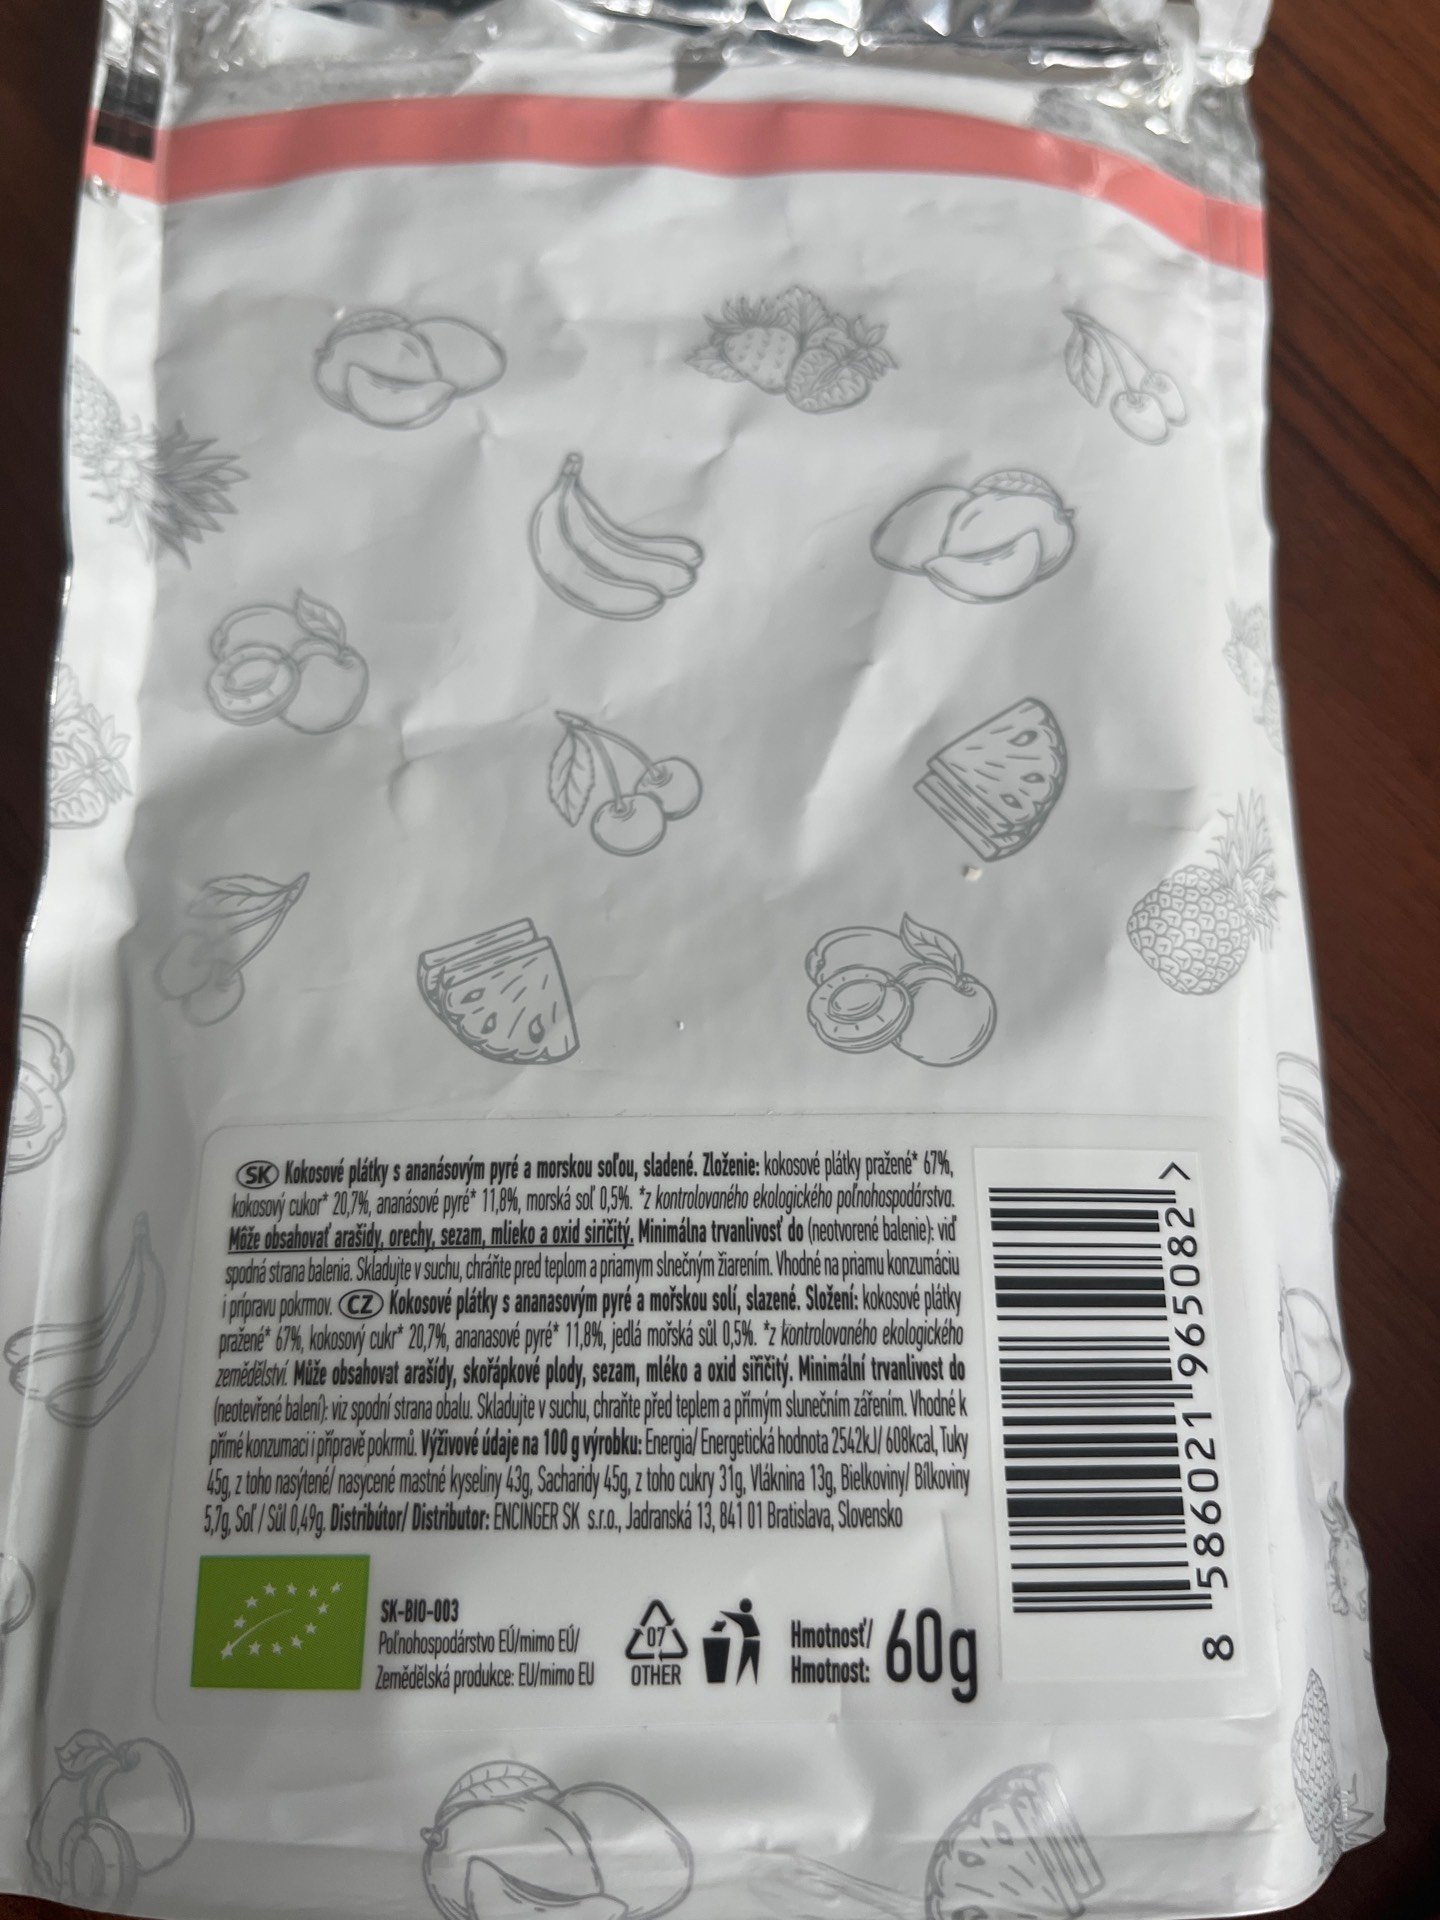 SK Kokosové plátky s ananásovým pyré a morskou soľou, sladené. Zloženie: kokosové plátky pražené* 67%,
kokosový cukor* 20,7%, ananásové pyré* 11,8%, morská soľ 0,5%. *z kontrolovaného ekologického poľnohospodárstva.
Môže obsahovať arašidy, orechy, sezam, mlieko a oxid siričitý. Minimálna trvanlivosť do (neotvorené balenie): viď
spodná strana balenia. Skladujte v suchu, chráňte pred teplom a priamym slnečným žiarením. Vhodné na priamu konzumáciu
i prípravu pokrmov. CZ Kokosové plátky s ananasovým pyré a mořskou solí, slazené. Složení: kokosové plátky
pražené* 67%, kokosový cukr* 20,7%, ananasové pyré* 11,8%, jedlá mořská sůl 0,5%. *z kontrolovaného ekologického
zemědělství. Může obsahovat arašídy, skořápkové plody, sezam, mléko a oxid siřičitý. Minimální trvanlivost do
(neotevřené balení): viz spodní strana obalu. Skladujte v suchu, chraňte před teplem a přímým slunečním zářením. Vhodné k
přímé konzumaci i přípravě pokrmů. Výživové údaje na 100 g výrobku: Energia/ Energetická hodnota 2542kJ/ 608kcal, Tuky
45g, z toho nasýtené/ nasycené mastné kyseliny 43g, Sacharidy 45g, z toho cukry 31g, Vláknina 13g, Bielkoviny/ Bílkoviny
5,7g, Soľ / Sůl 0,49g. Distribútor/ Distributor: ENCINGER SK s.r.o., Jadranská 13, 841 01 Bratislava, Slovensko
SK-BIO-003
Poľnohospodárstvo EÚ/mimo EÚ/
Zemědělská produkce: EU/mimo EU
07
OTHER
Hmotnosť/
Hmotnost:
60g
8 586021 965082 >